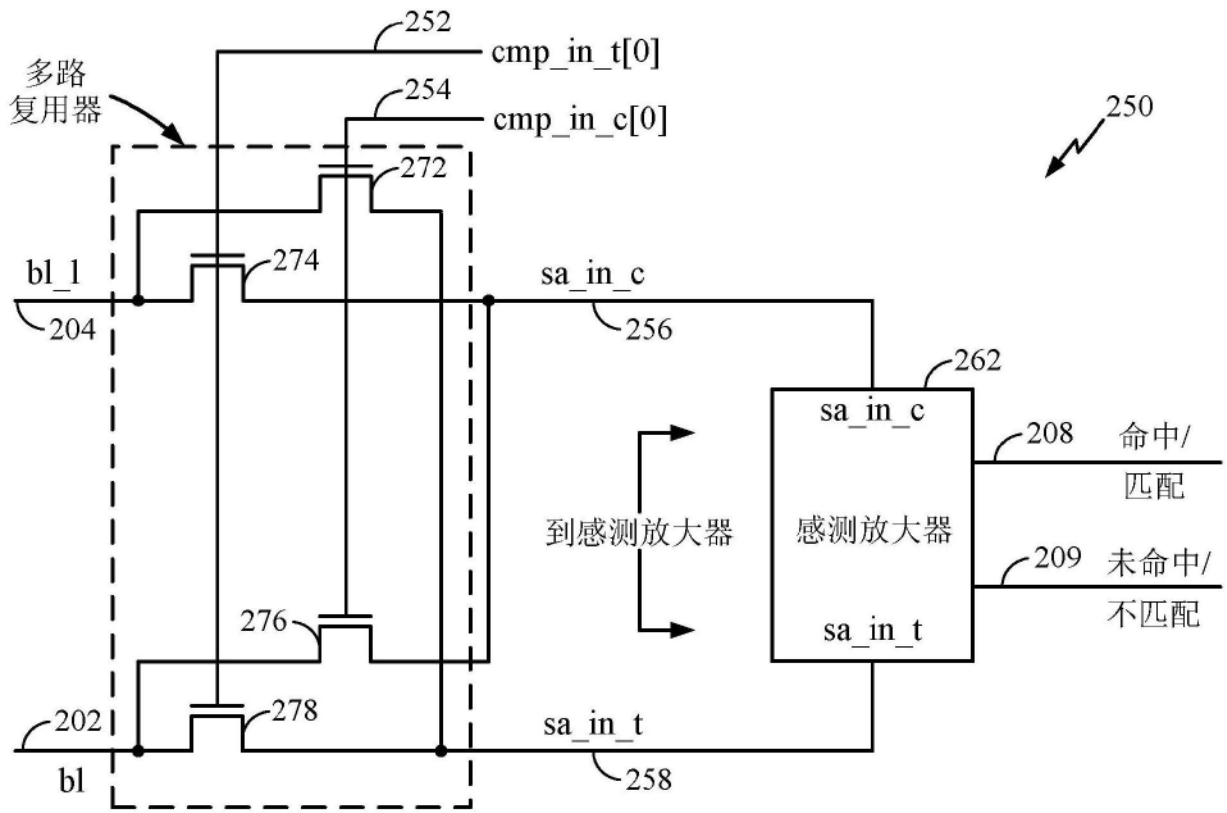 252
cmp_in_t[0]
多路
复用器
254
cmp_in_c[0]
250
272
bl_l
274
sa_in_c
204
256
262
sa_in_c
208
命中/
匹配
到感测放大器
感测放大器
209
未命中/
不匹配
276
sa_in_t
202
278
sa_in_t
bl
258